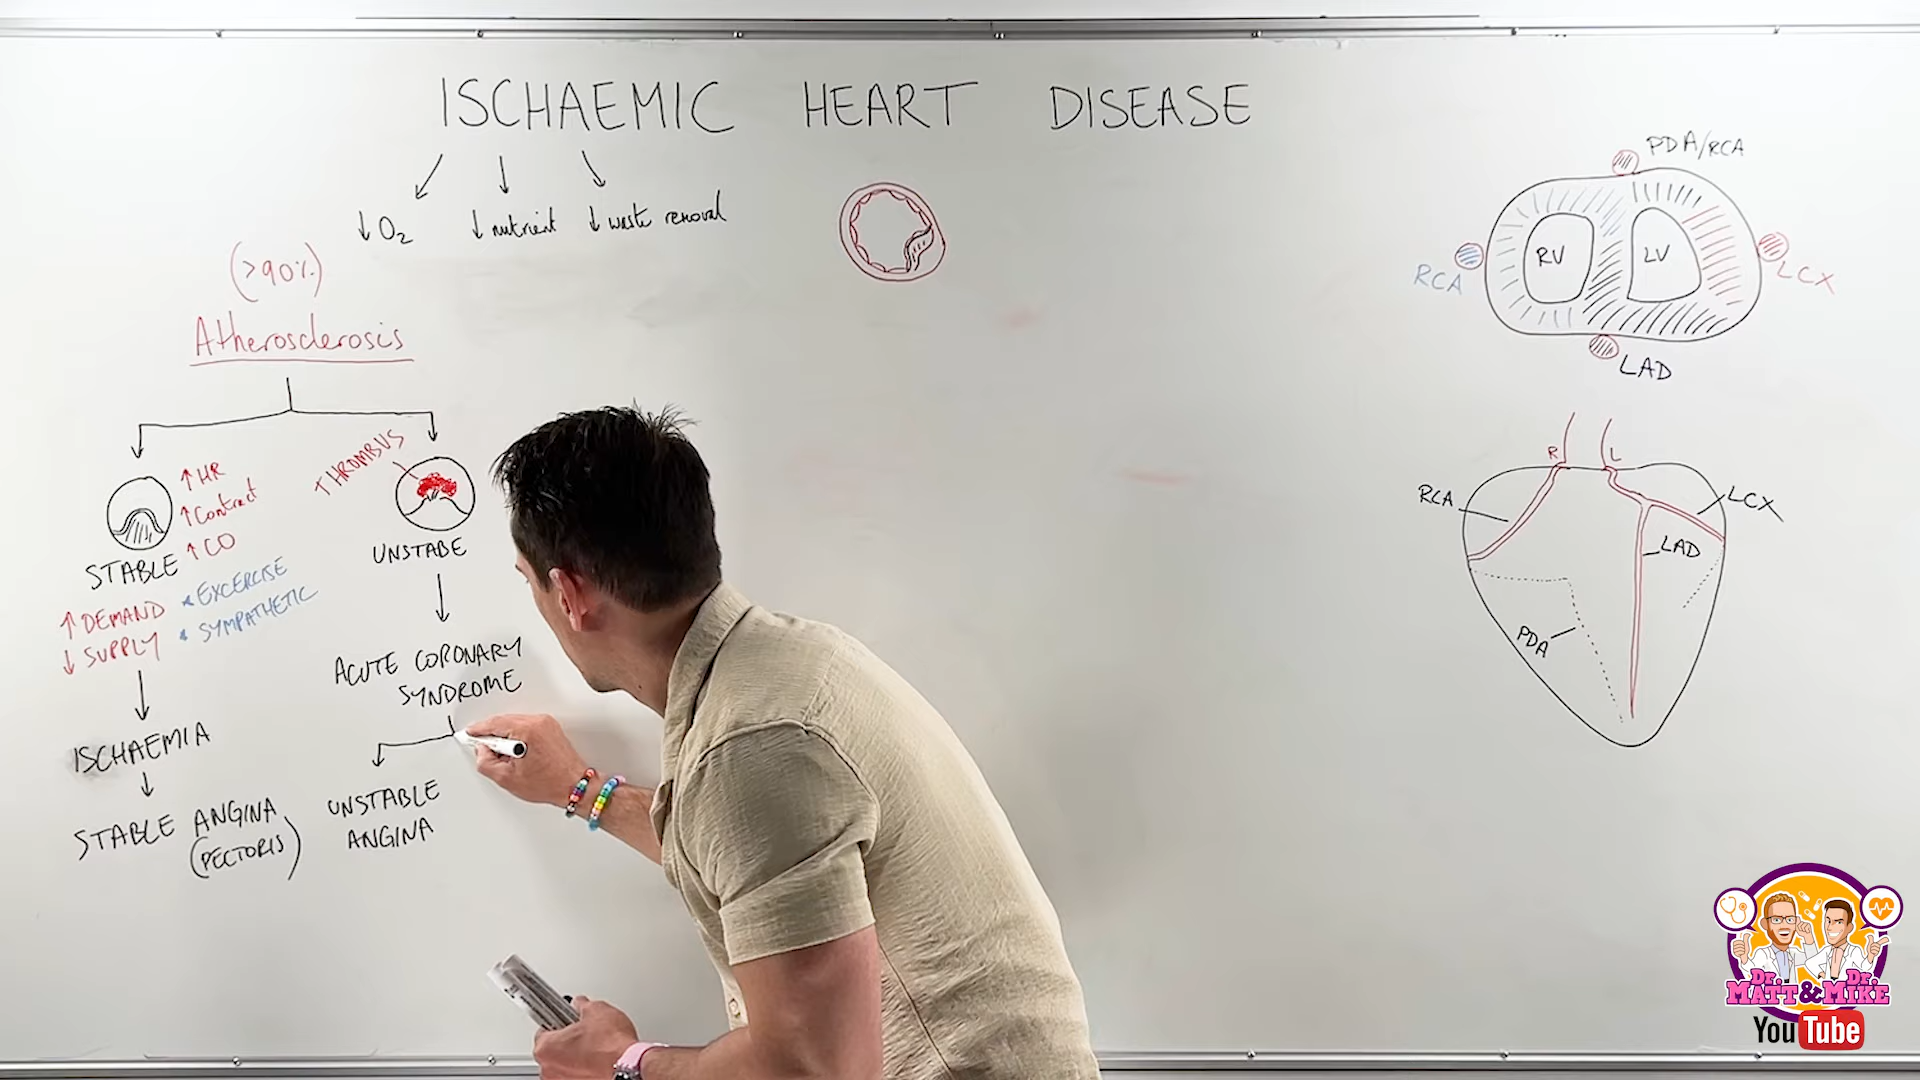 ISCHAEMIC HEART DISEASE
↓ O2
↓ nutrient
↓ waste removal
(>90%)
Atherosclerosis
↑ HR
↑ Contract
↑ CO
STABLE
↑ DEMAND
↓ SUPPLY
* EXCERCISE
* SYMPATHETIC
ISCHAEMIA
STABLE ANGINA
(PECTORIS)
THROMBUS
UNSTABE
ACUTE CORONARY
SYNDROME
UNSTABLE
ANGINA
PDA/RCA
RCA
RV
LV
LCX
LAD
R
L
RCA
LCX
LAD
PDA
Dr. Dr.
MATT & MIKE
YouTube